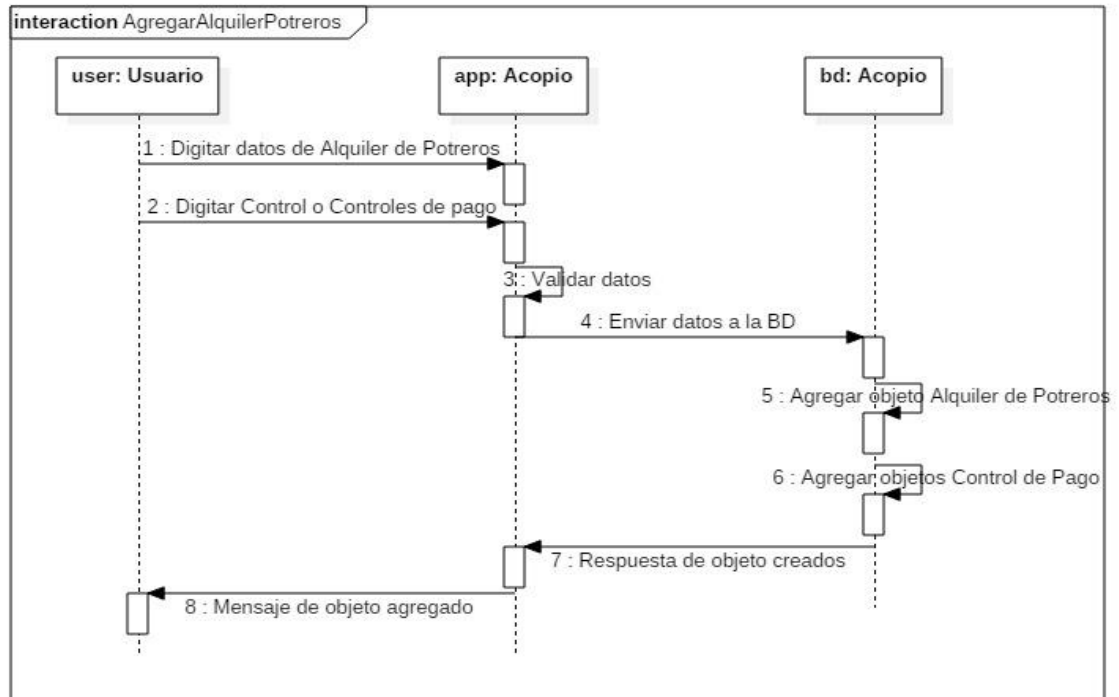 interaction AgregarAlquilerPotreros
user: Usuario
app: Acopio
bd: Acopio
1 : Digitar datos de Alquiler de Potreros
2 : Digitar Control o Controles de pago
3 : Validar datos
4 : Enviar datos a la BD
5 : Agregar objeto Alquiler de Potreros
6 : Agregar objetos Control de Pago
7 : Respuesta de objeto creados
8 : Mensaje de objeto agregado